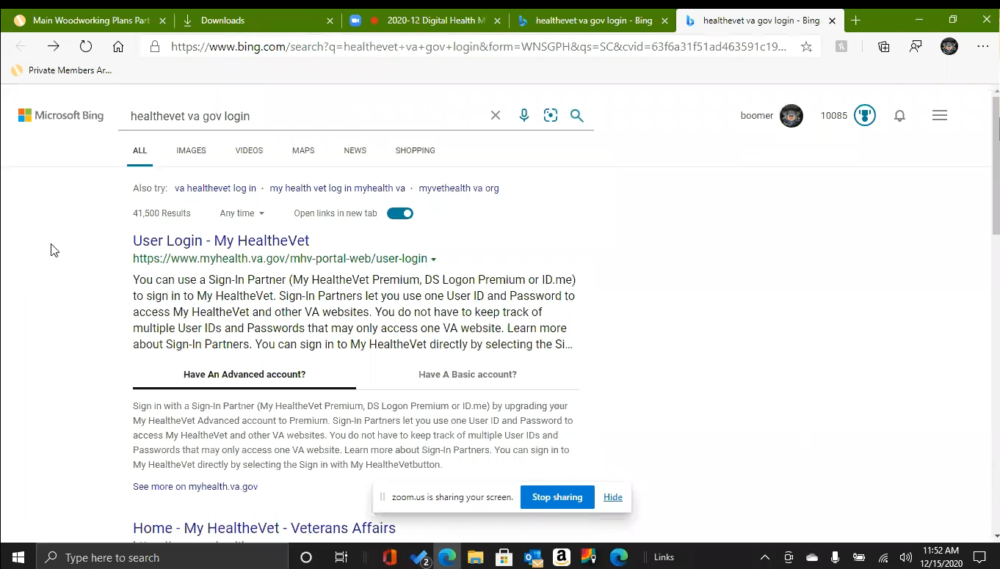 Main Woodworking Plans Part
Downloads
2020-12 Digital Health M
healthevet va gov login - Bing
healthevet va gov login - Bing
https://www.bing.com/search?q=healthevet+va+gov+login&form=WNSGPH&qs=SC&cvid=63f6a31f51ad463591c19...
Private Members Ar...
Microsoft Bing
healthevet va gov login
boomer
10085
ALL
IMAGES
VIDEOS
MAPS
NEWS
SHOPPING
Also try: va healthevet log in · my health vet log in myhealth va · myvethealth va org
41,500 Results
Any time
Open links in new tab
User Login - My HealtheVet
https://www.myhealth.va.gov/mhv-portal-web/user-login
You can use a Sign-In Partner (My HealtheVet Premium, DS Logon Premium or ID.me)
to sign in to My HealtheVet. Sign-In Partners let you use one User ID and Password to
access My HealtheVet and other VA websites. You do not have to keep track of
multiple User IDs and Passwords that may only access one VA website. Learn more
about Sign-In Partners. You can sign in to My HealtheVet directly by selecting the Si...
Have An Advanced account?
Have A Basic account?
Sign in with a Sign-In Partner (My HealtheVet Premium, DS Logon Premium or ID.me) by upgrading your
My HealtheVet Advanced account to Premium. Sign-In Partners let you use one User ID and Password to
access My HealtheVet and other VA websites. You do not have to keep track of multiple User IDs and
Passwords that may only access one VA website. Learn more about Sign-In Partners. You can sign in to
My HealtheVet directly by selecting the Sign in with My HealtheVetbutton.
See more on myhealth.va.gov
zoom.us is sharing your screen.
Stop sharing
Hide
Home - My HealtheVet - Veterans Affairs
Type here to search
2
Links
11:52 AM
12/15/2020